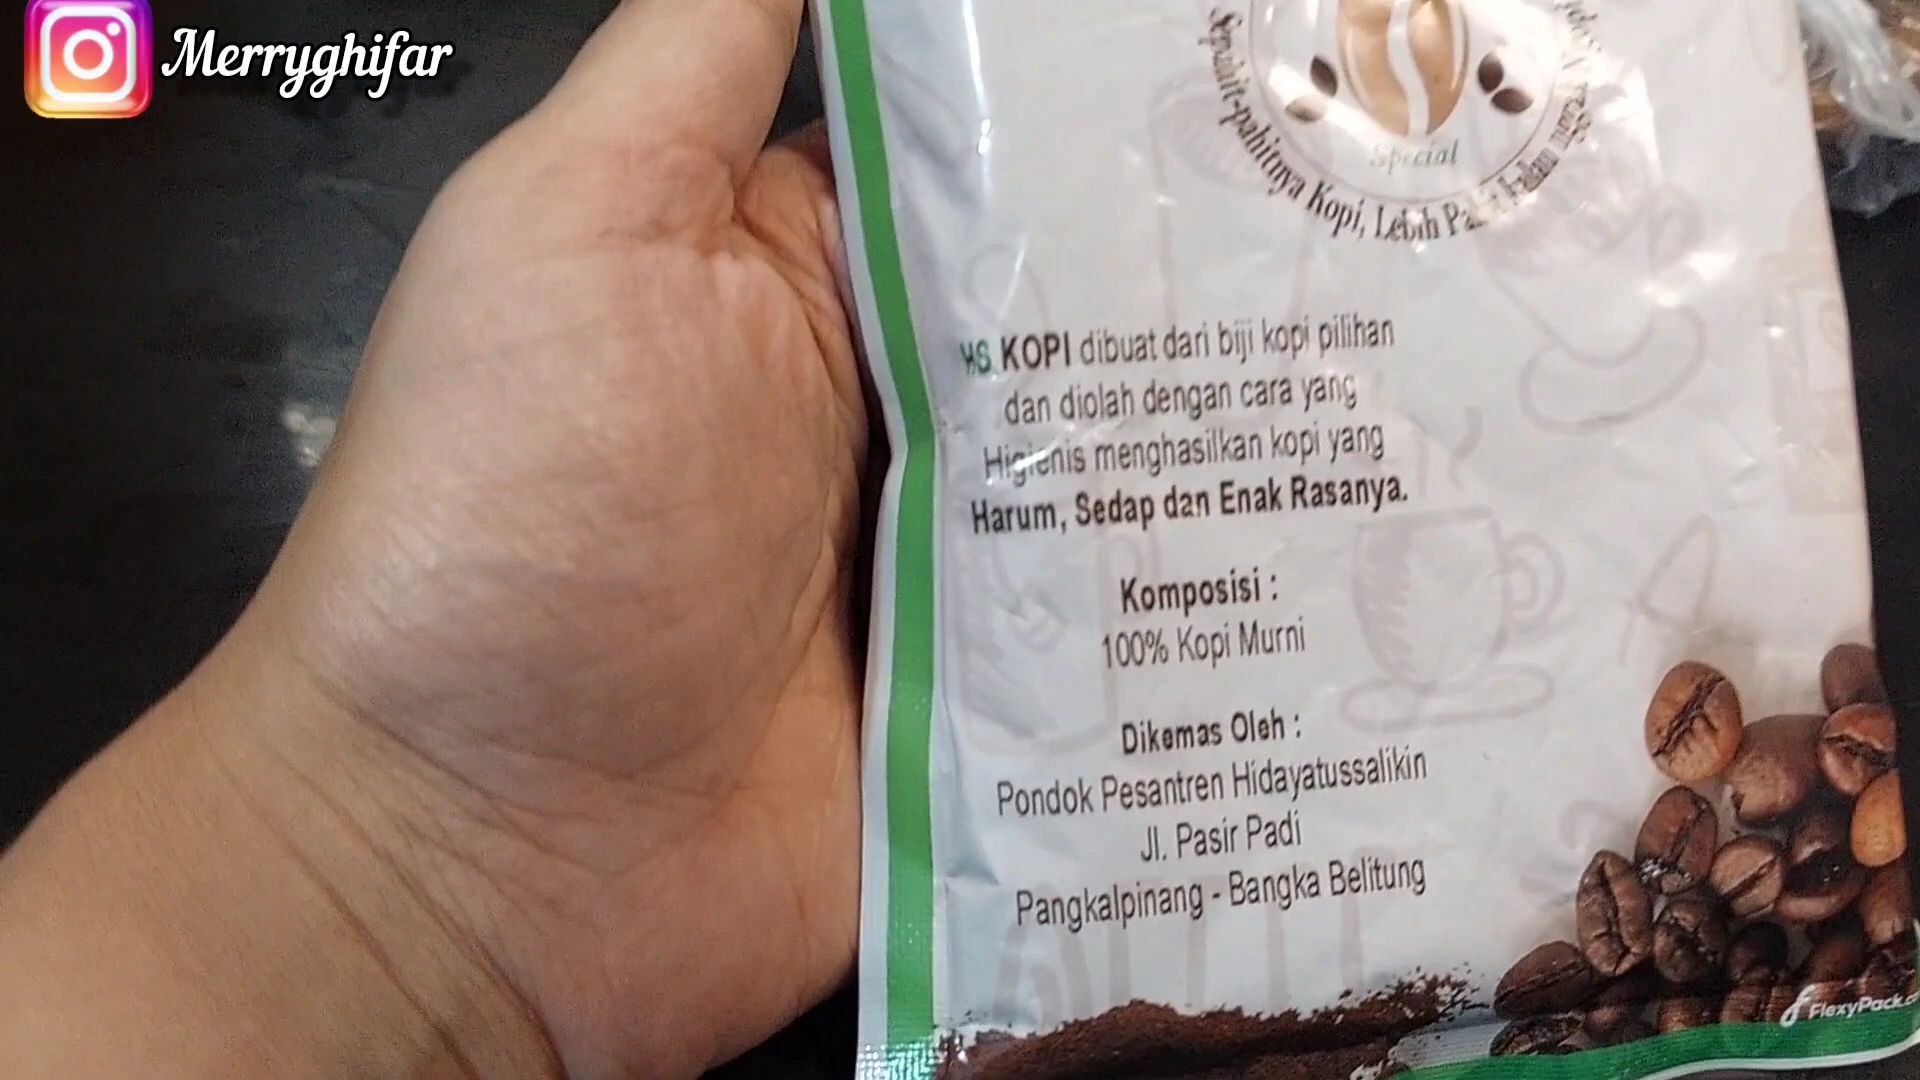 Merryghifar
Special
Sepahit-pahitnya Kopi, Lebih
HS KOPI dibuat dari biji kopi pilihan
dan diolah dengan cara yang
Higienis menghasilkan kopi yang
Harum, Sedap dan Enak Rasanya.
Komposisi :
100% Kopi Murni
Dikemas Oleh :
Pondok Pesantren Hidayatussalikin
Jl. Pasir Padi
Pangkalpinang - Bangka Belitung
FlexyPack